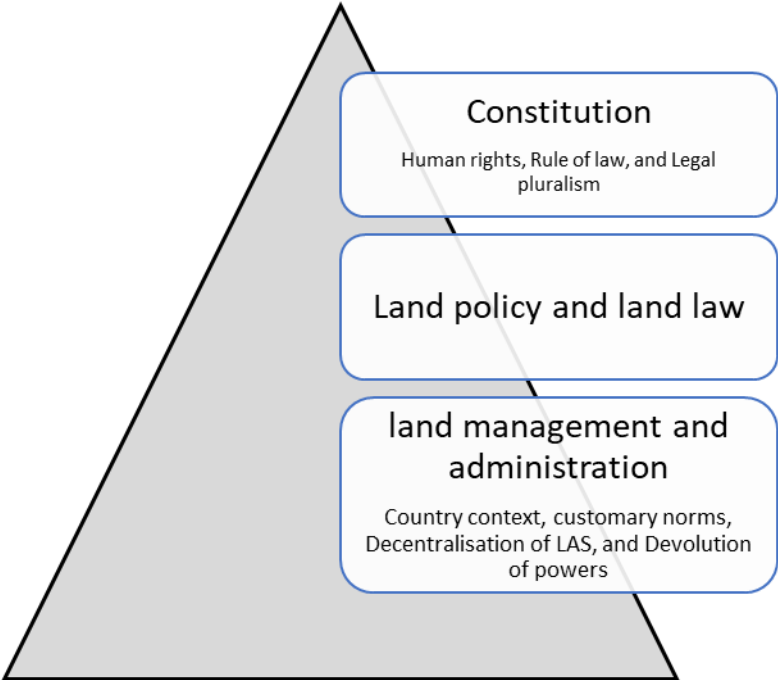 Constitution
Human rights, Rule of law, and Legal
pluralism
Land policy and land law
land management and
administration
Country context, customary norms,
Decentralisation of LAS, and Devolution
of powers